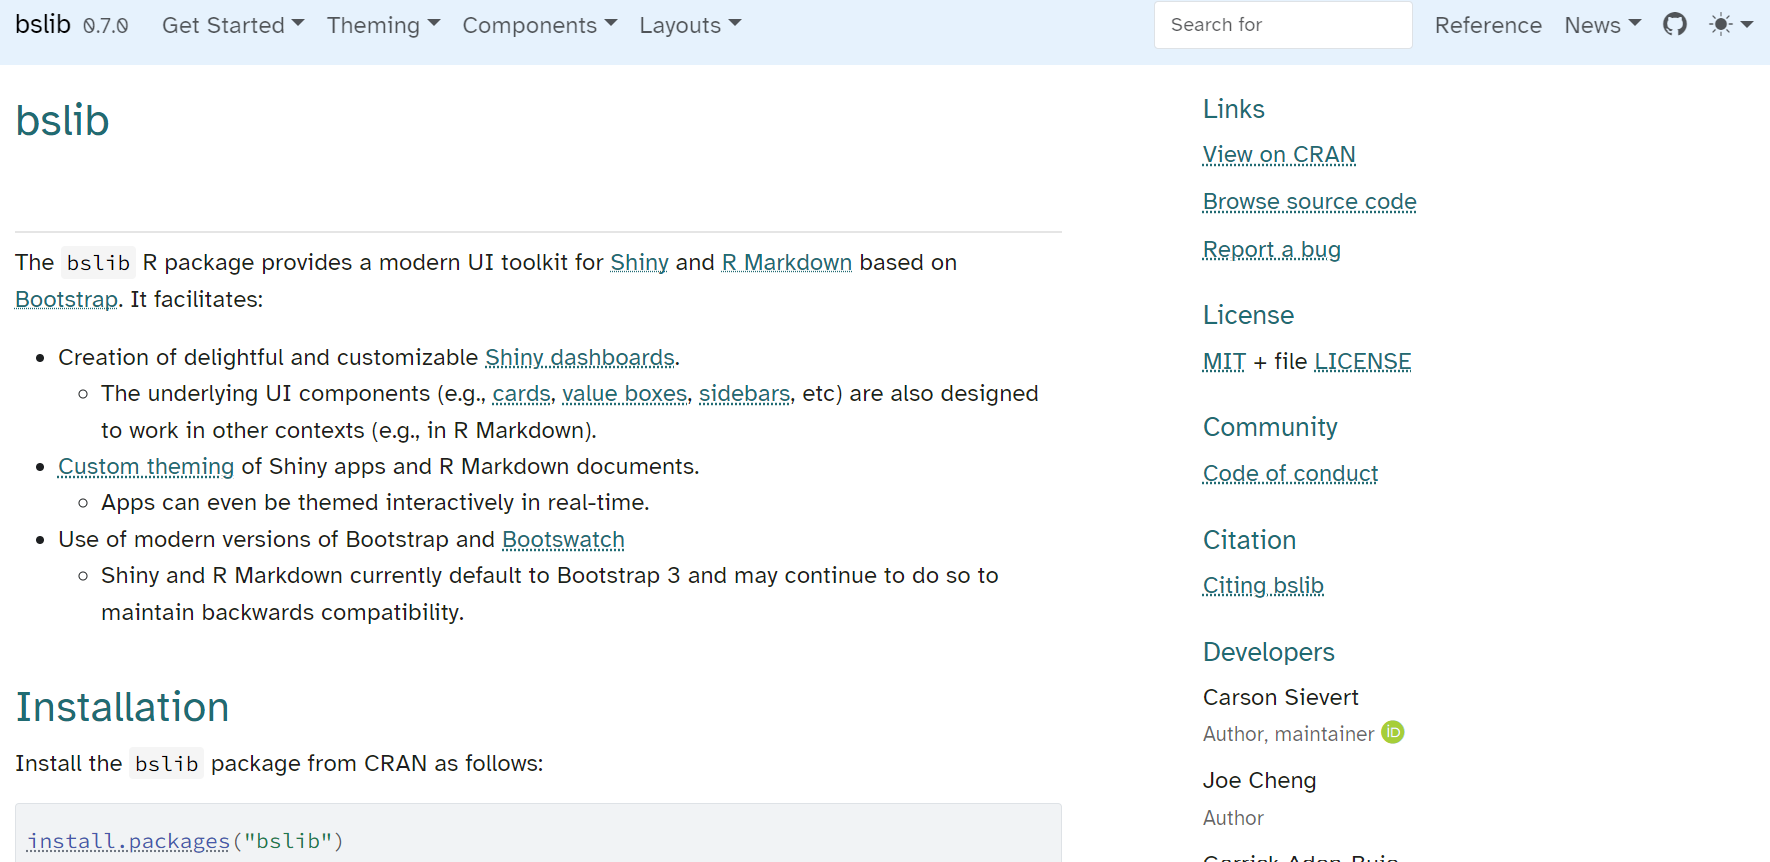 bslib 0.7.0 Get Started Theming Components Layouts Search for Reference News
bslib
The bslib R package provides a modern UI toolkit for Shiny and R Markdown based on
Bootstrap. It facilitates:
Creation of delightful and customizable Shiny dashboards.
The underlying UI components (e.g., cards, value boxes, sidebars, etc) are also designed
to work in other contexts (e.g., in R Markdown).
Custom theming of Shiny apps and R Markdown documents.
Apps can even be themed interactively in real-time.
Use of modern versions of Bootstrap and Bootswatch
Shiny and R Markdown currently default to Bootstrap 3 and may continue to do so to
maintain backwards compatibility.
Installation
Install the bslib package from CRAN as follows:
install.packages("bslib")
Links
View on CRAN
Browse source code
Report a bug
License
MIT + file LICENSE
Community
Code of conduct
Citation
Citing bslib
Developers
Carson Sievert
Author, maintainer iD
Joe Cheng
Author